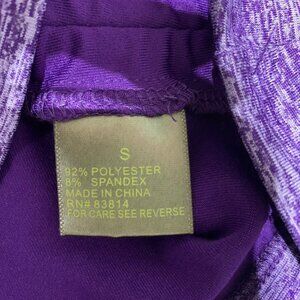 S
92% POLYESTER
8% SPANDEX
MADE IN CHINA
RN# 83814
FOR CARE SEE REVERSE